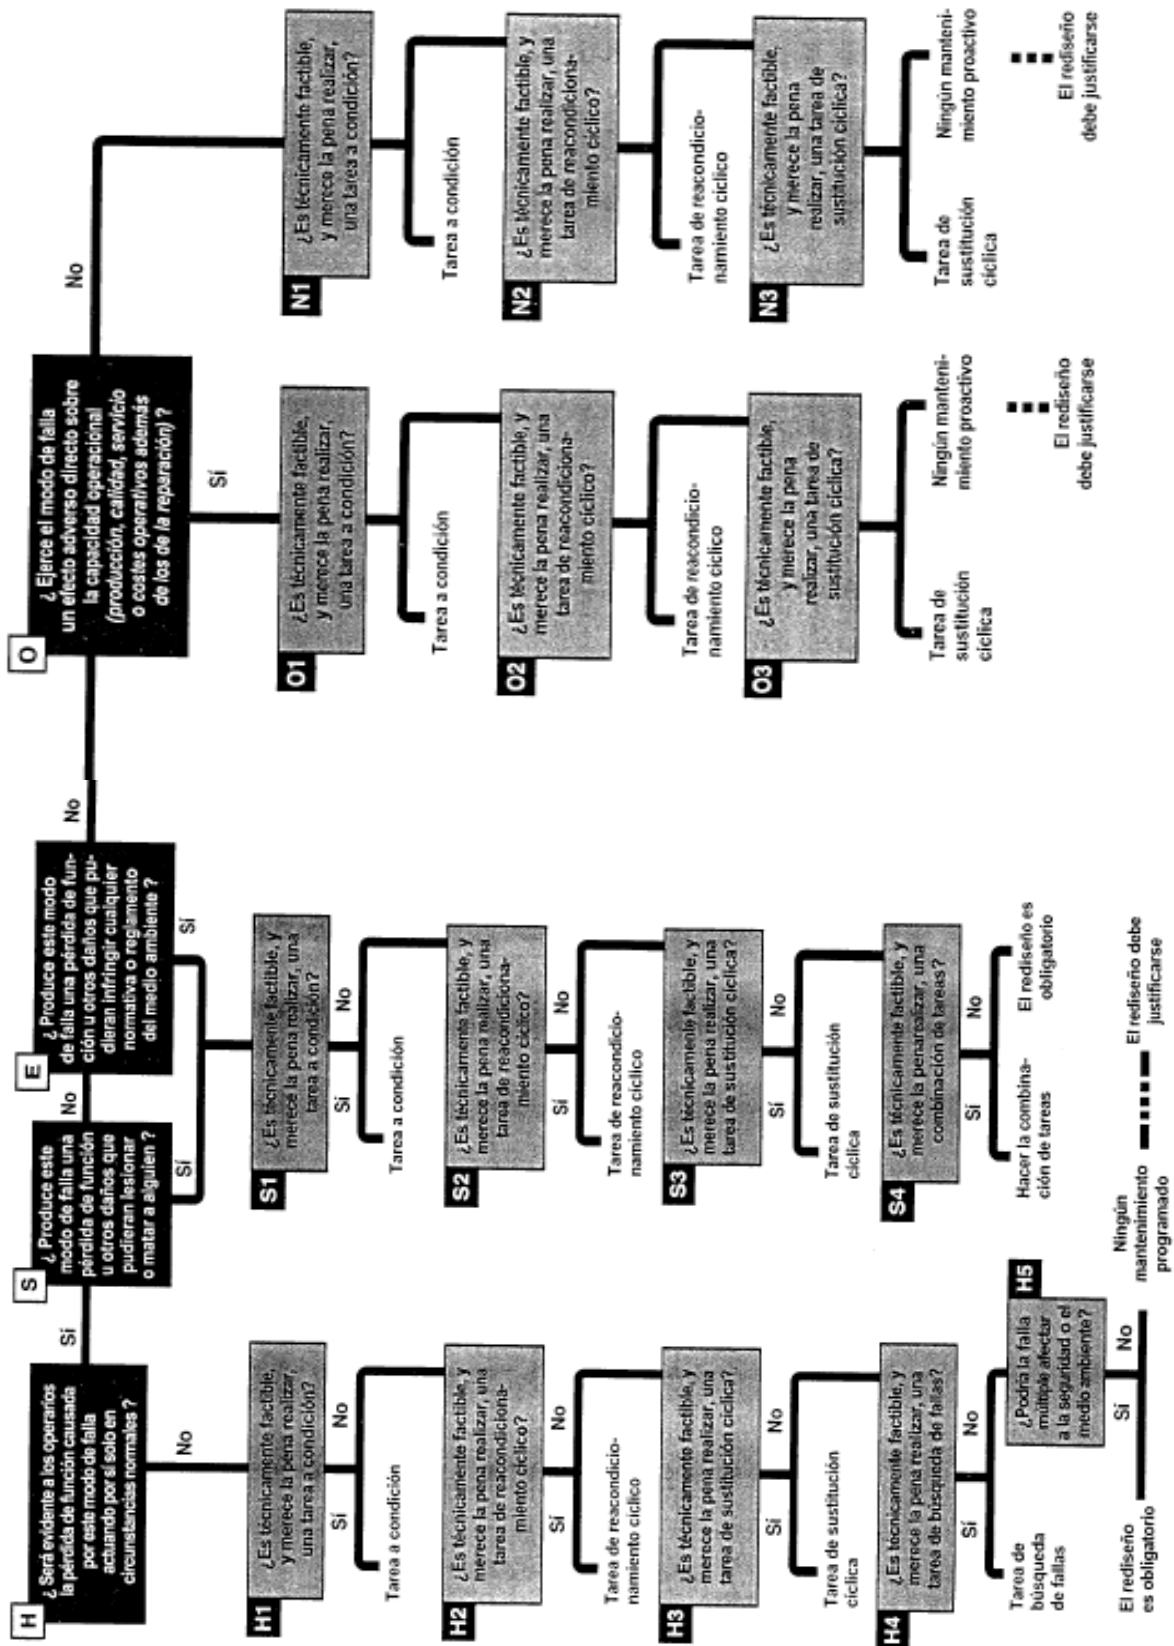 H
¿ Será evidente a los operarios
la pérdida de función causada
por este modo de falla
actuando por si solo en
circunstancias normales ?
Sí
No
H1
¿Es técnicamente factible,
y merece la pena realizar,
una tarea a condición?
Sí
No
Tarea a condición
H2
¿Es técnicamente factible, y
merece la pena realizar, una
tarea de reacondiciona-
miento cíclico?
Sí
No
Tarea de reacondicio-
namiento cíclico
H3
¿Es técnicamente factible, y
merece la pena realizar, una
tarea de sustitución cíclica?
Sí
No
Tarea de sustitución
cíclica
H4
¿Es técnicamente factible, y
merece la pena realizar, una
tarea de búsqueda de fallas?
Sí
No
Tarea de
búsqueda
de fallas
H5
¿Podría la falla
múltiple afectar
a la seguridad o el
medio ambiente?
Sí
No
El rediseño
es obligatorio
Ningún
mantenimiento
programado
El rediseño debe
justificarse
S
¿ Produce este
modo de falla una
pérdida de función
u otros daños que
pudieran lesionar
o matar a alguien ?
No
Sí
E
¿ Produce este modo
de falla una pérdida de fun-
ción u otros daños que pu-
dieran infringir cualquier
normativa o reglamento
del medio ambiente ?
No
Sí
S1
¿Es técnicamente factible, y
merece la pena realizar, una
tarea a condición?
Sí
No
Tarea a condición
S2
¿Es técnicamente factible, y
merece la pena realizar, una
tarea de reacondiciona-
miento cíclico?
Sí
No
Tarea de reacondicio-
namiento cíclico
S3
¿Es técnicamente factible, y
merece la pena realizar, una
tarea de sustitución cíclica?
Sí
No
Tarea de sustitución
cíclica
S4
¿Es técnicamente factible, y
merece la pena realizar, una
combinación de tareas?
Sí
No
Hacer la combina-
ción de tareas
El rediseño es
obligatorio
O
¿ Ejerce el modo de falla
un efecto adverso directo sobre
la capacidad operacional
(producción, calidad, servicio
o costes operativos además
de los de la reparación) ?
Sí
No
O1
¿Es técnicamente factible,
y merece la pena realizar,
una tarea a condición?
Tarea a condición
O2
¿Es técnicamente factible, y
merece la pena realizar, una
tarea de reacondiciona-
miento cíclico?
Tarea de reacondicio-
namiento cíclico
O3
¿Es técnicamente factible,
y merece la pena
realizar, una tarea de
sustitución cíclica?
Tarea de
sustitución
cíclica
Ningún manteni-
miento proactivo
El rediseño
debe justificarse
N1
¿Es técnicamente factible,
y merece la pena realizar,
una tarea a condición?
Tarea a condición
N2
¿Es técnicamente factible, y
merece la pena realizar, una
tarea de reacondiciona-
miento cíclico?
Tarea de reacondicio-
namiento cíclico
N3
¿Es técnicamente factible,
y merece la pena
realizar, una tarea de
sustitución cíclica?
Tarea de
sustitución
cíclica
Ningún manteni-
miento proactivo
El rediseño
debe justificarse